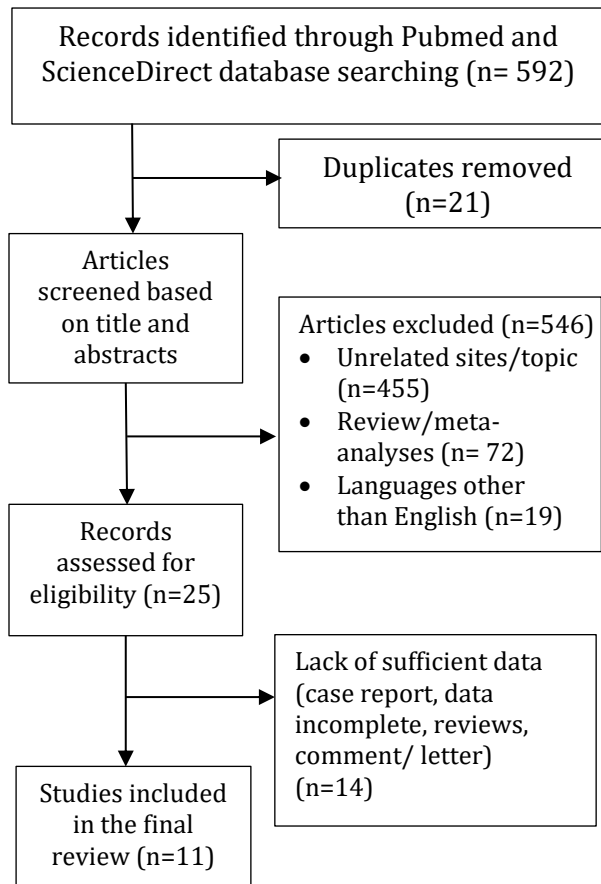 Records identified through Pubmed and
ScienceDirect database searching (n= 592)
Duplicates removed
(n=21)
Articles
screened based
on title and
abstracts
Articles excluded (n=546)
• Unrelated sites/topic
(n=455)
• Review/meta-
analyses (n= 72)
• Languages other
than English (n=19)
Records
assessed for
eligibility (n=25)
Lack of sufficient data
(case report, data
incomplete, reviews,
comment/ letter)
(n=14)
Studies included
in the final
review (n=11)